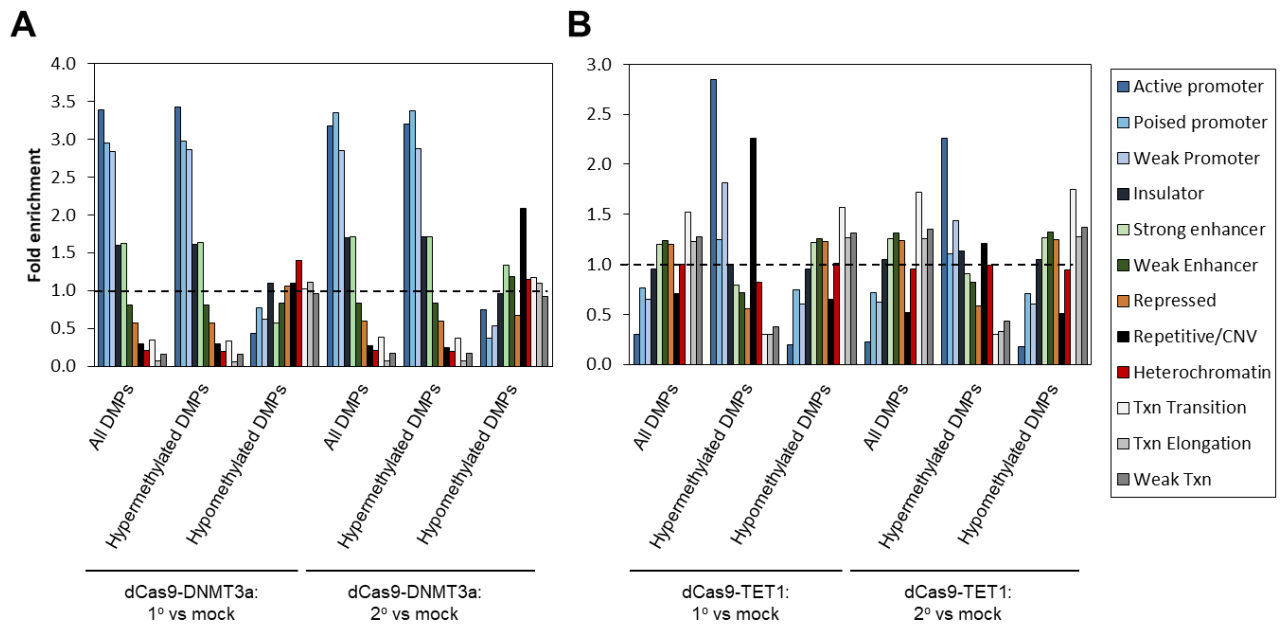 A
B
Fold enrichment
4.0
3.5
3.0
2.5
2.0
1.5
1.0
0.5
0.0
All DMPs
Hypermethylated DMPs
Hypomethylated DMPs
All DMPs
Hypermethylated DMPs
Hypomethylated DMPs
dCas9-DNMT3a:
1º vs mock
dCas9-DNMT3a:
2º vs mock
3.0
2.5
2.0
1.5
1.0
0.5
0.0
All DMPs
Hypermethylated DMPs
Hypomethylated DMPs
All DMPs
Hypermethylated DMPs
Hypomethylated DMPs
dCas9-TET1:
1º vs mock
dCas9-TET1:
2º vs mock
Active promoter
Poised promoter
Weak Promoter
Insulator
Strong enhancer
Weak Enhancer
Repressed
Repetitive/CNV
Heterochromatin
Txn Transition
Txn Elongation
Weak Txn